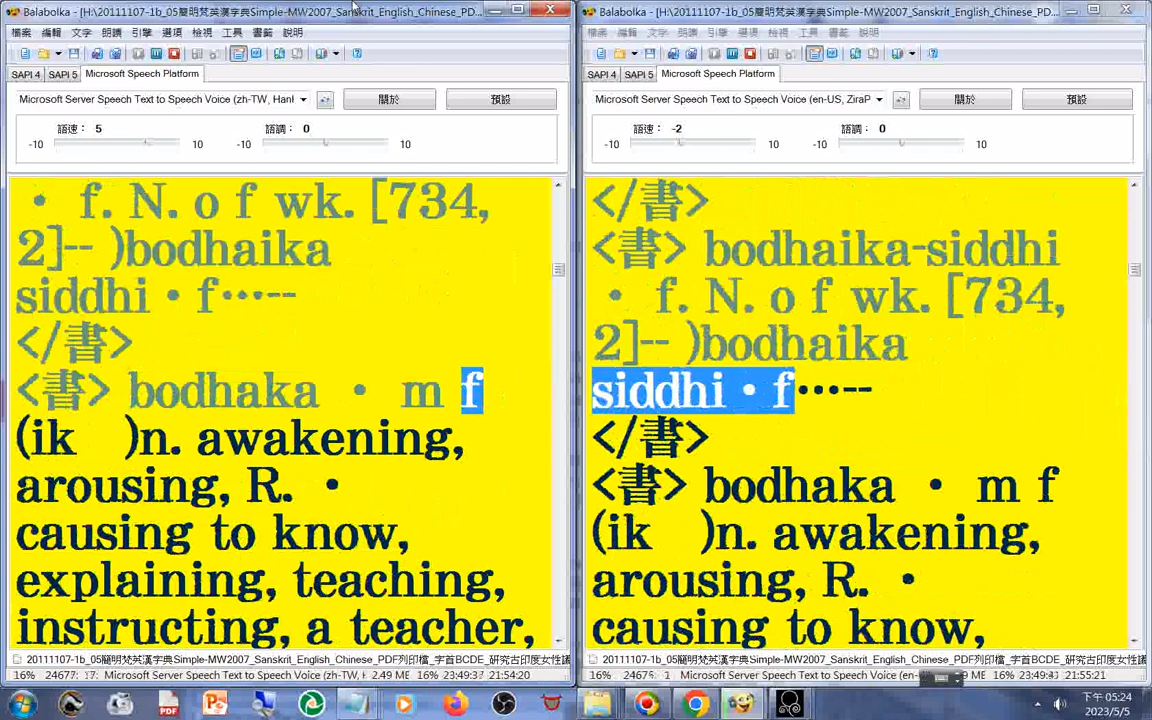 Balabolka - [H:\20111107-1b_05簡明梵英漢字典Simple-MW2007_Sanskrit_English_Chinese_PD...
檔案 編輯 文字 朗讀 引擎 選項 檢視 工具 書籤 說明
SAPI 4 SAPI 5 Microsoft Speech Platform
Microsoft Server Speech Text to Speech Voice (zh-TW, Hanl
關於
預設
語速： 5
語調： 0
-10 10 -10 10
• f. N. o f wk. [734,
2]-- )bodhaika
siddhi • f…--
</書>
<書> bodhaka • m f
(ik )n. awakening,
arousing, R. •
causing to know,
explaining, teaching,
instructing, a teacher,
20111107-1b_05簡明梵英漢字典Simple-MW2007_Sanskrit_English_Chinese_PDF列印檔_字首BCDE_研究古印度女性議
16% 24677: 17: Microsoft Server Speech Text to Speech Voice (zh-TW, H 2.49 MB 16% 23:49:37 21:54:20
Balabolka - [H:\20111107-1b_05簡明梵英漢字典Simple-MW2007_Sanskrit_English_Chinese_PD...
檔案 編輯 文字 朗讀 引擎 選項 檢視 工具 書籤 說明
SAPI 4 SAPI 5 Microsoft Speech Platform
Microsoft Server Speech Text to Speech Voice (en-US, ZiraP
關於
預設
語速： -2
語調： 0
-10 10 -10 10
</書>
<書> bodhaika-siddhi
• f. N. o f wk. [734,
2]-- )bodhaika
siddhi • f…--
</書>
<書> bodhaka • m f
(ik )n. awakening,
arousing, R. •
causing to know,
20111107-1b_05簡明梵英漢字典Simple-MW2007_Sanskrit_English_Chinese_PDF列印檔_字首BCDE_研究古印度女性議
16% 24675: Microsoft Server Speech Text to Speech Voice (en-US, 16% 23:49:3 21:55:21
PDF
下午 05:24
2023/5/5